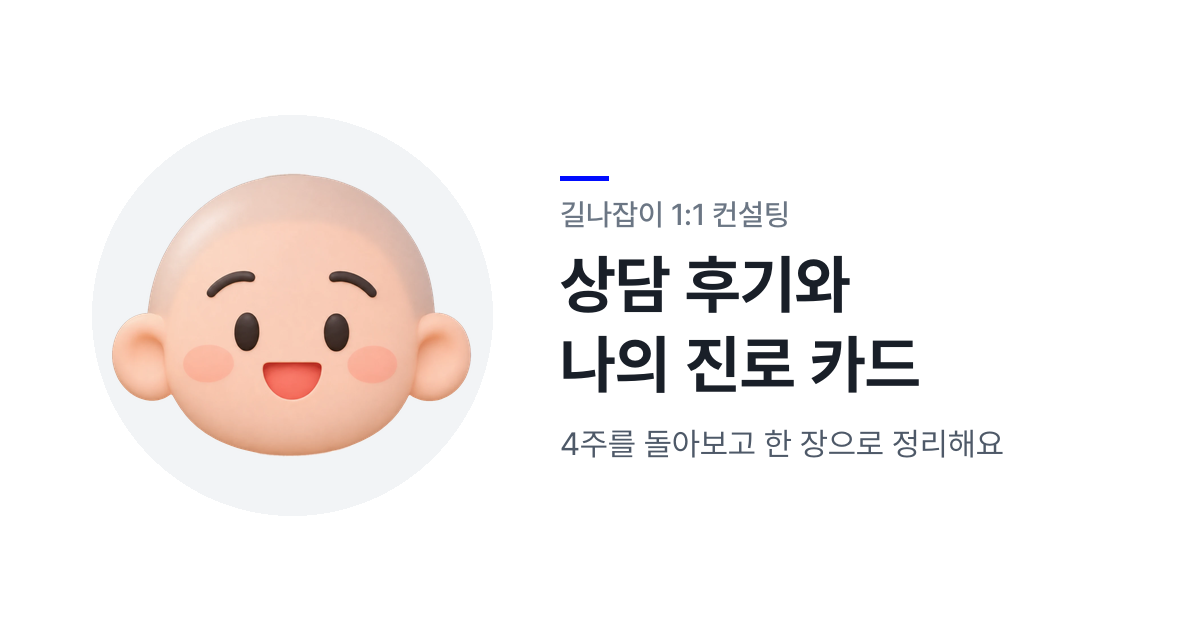 길나잡이 1:1 컨설팅
상담 후기와
나의 진로 카드
4주를 돌아보고 한 장으로 정리해요